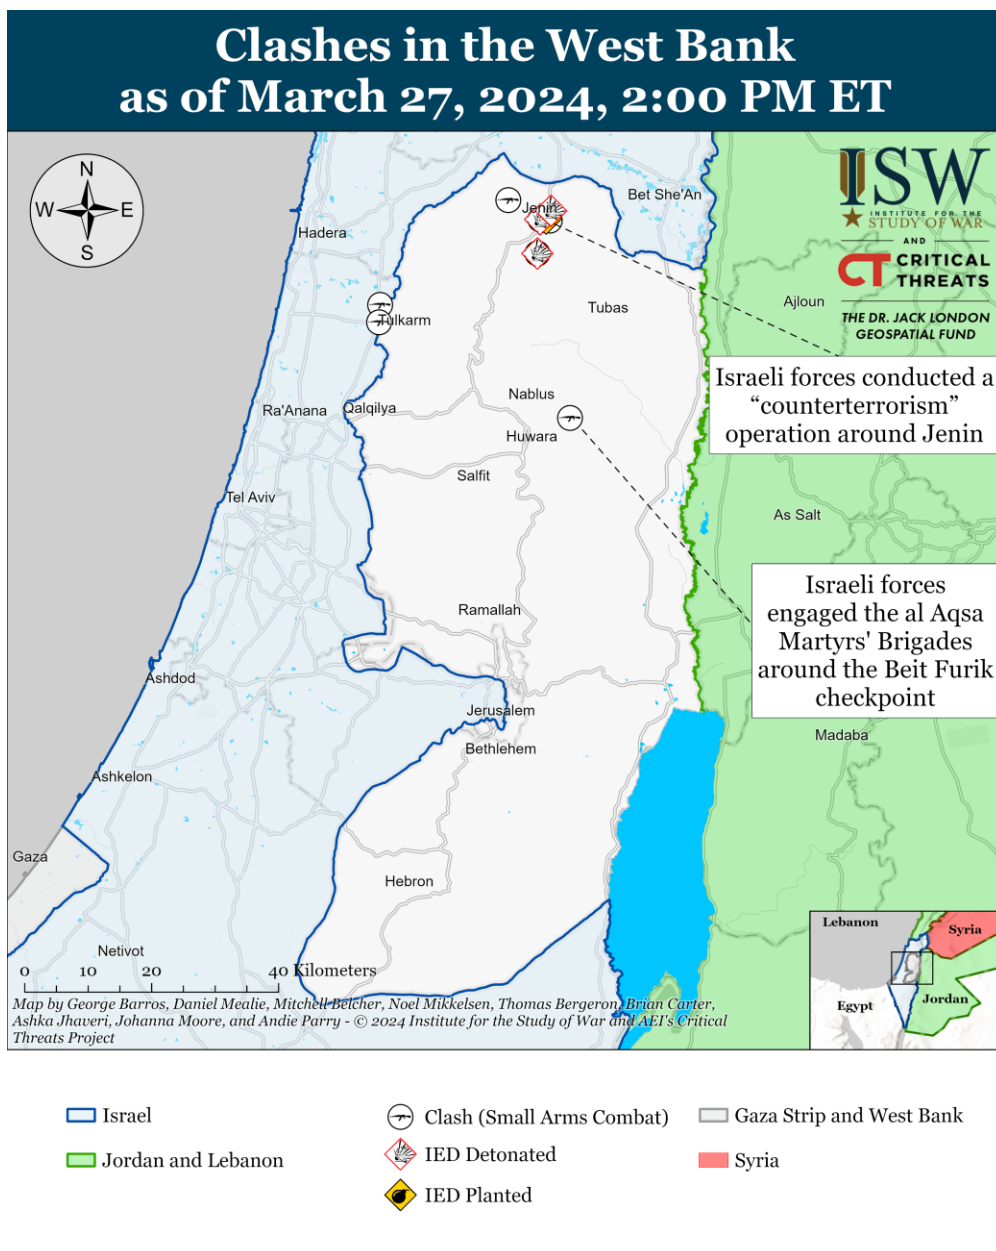 Clashes in the West Bank
as of March 27, 2024, 2:00 PM ET
N
W
E
S
ISW
INSTITUTE FOR THE
STUDY OF WAR
AND
CT CRITICAL
THREATS
THE DR. JACK LONDON
GEOSPATIAL FUND
Bet She'An
Jenin
Hadera
Ajloun
Tubas
Tulkarm
Israeli forces conducted a
“counterterrorism”
operation around Jenin
Nablus
Ra'Anana
Qalqilya
Huwara
Salfit
Tel Aviv
As Salt
Israeli forces
engaged the al Aqsa
Martyrs' Brigades
around the Beit Furik
checkpoint
Ramallah
Ashdod
Jerusalem
Bethlehem
Madaba
Ashkelon
Gaza
Hebron
Netivot
Lebanon
Syria
Egypt
Jordan
0 10 20 40 Kilometers
Map by George Barros, Daniel Mealie, Mitchell Belcher, Noel Mikkelsen, Thomas Bergeron, Brian Carter,
Ashka Jhaveri, Johanna Moore, and Andie Parry - © 2024 Institute for the Study of War and AEI's Critical
Threats Project
Israel
Clash (Small Arms Combat)
Gaza Strip and West Bank
Jordan and Lebanon
IED Detonated
Syria
IED Planted